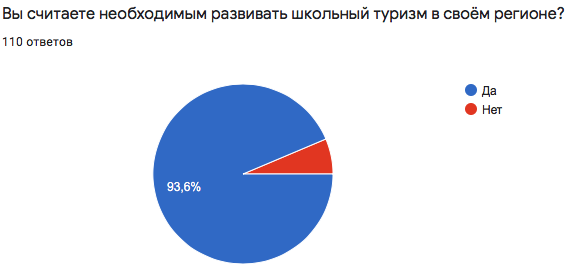 Вы считаете необходимым развивать школьный туризм в своём регионе?
110 ответов
Да
Нет
93,6%